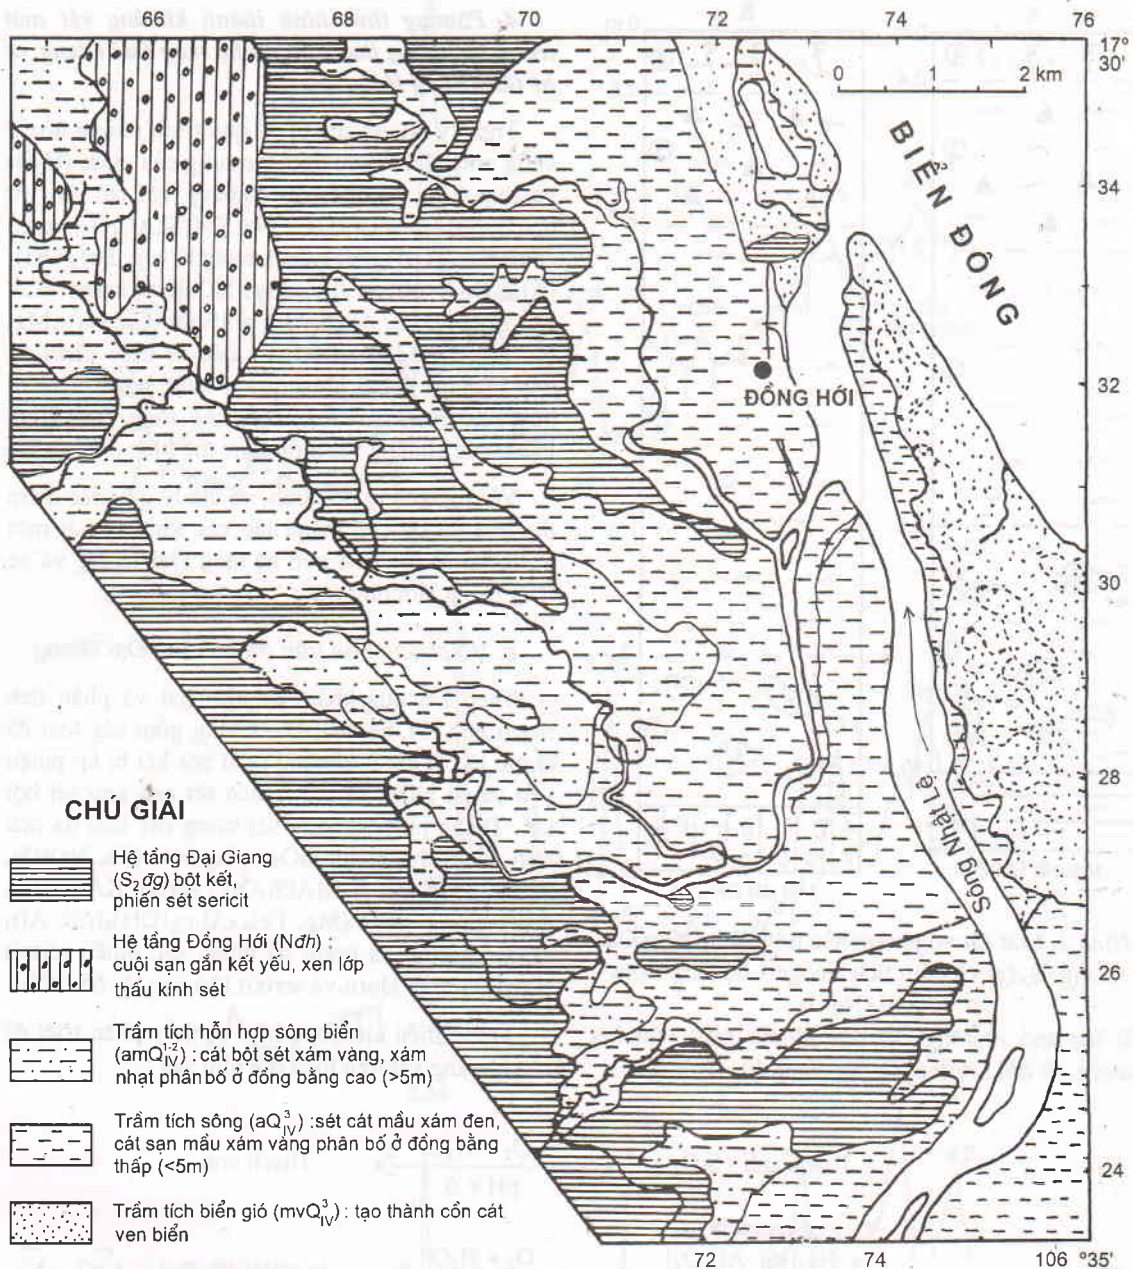 66 68 70 72 74 76
17°
30'
0 1 2 km
BIỂN ĐÔNG
34
32
ĐỒNG HỚI
30
28
Sông Nhật Lệ
26
24
CHÚ GIẢI
Hệ tầng Đại Giang
(S₂ đg) bột kết,
phiến sét sericit
Hệ tầng Đồng Hới (Nđh) :
cuội sạn gắn kết yếu, xen lớp
thấu kính sét
Trầm tích hỗn hợp sông biển
: cát bột sét xám vàng, xám
nhạt phân bố ở đồng bằng cao (>5m)
Trầm tích sông (aQ³IV) :sét cát mầu xám đen,
cát sạn mầu xám vàng phân bố ở đồng bằng
thấp (<5m)
Trầm tích biển gió (mvQ³IV) : tạo thành cồn cát
ven biển
72 74 106 °35'